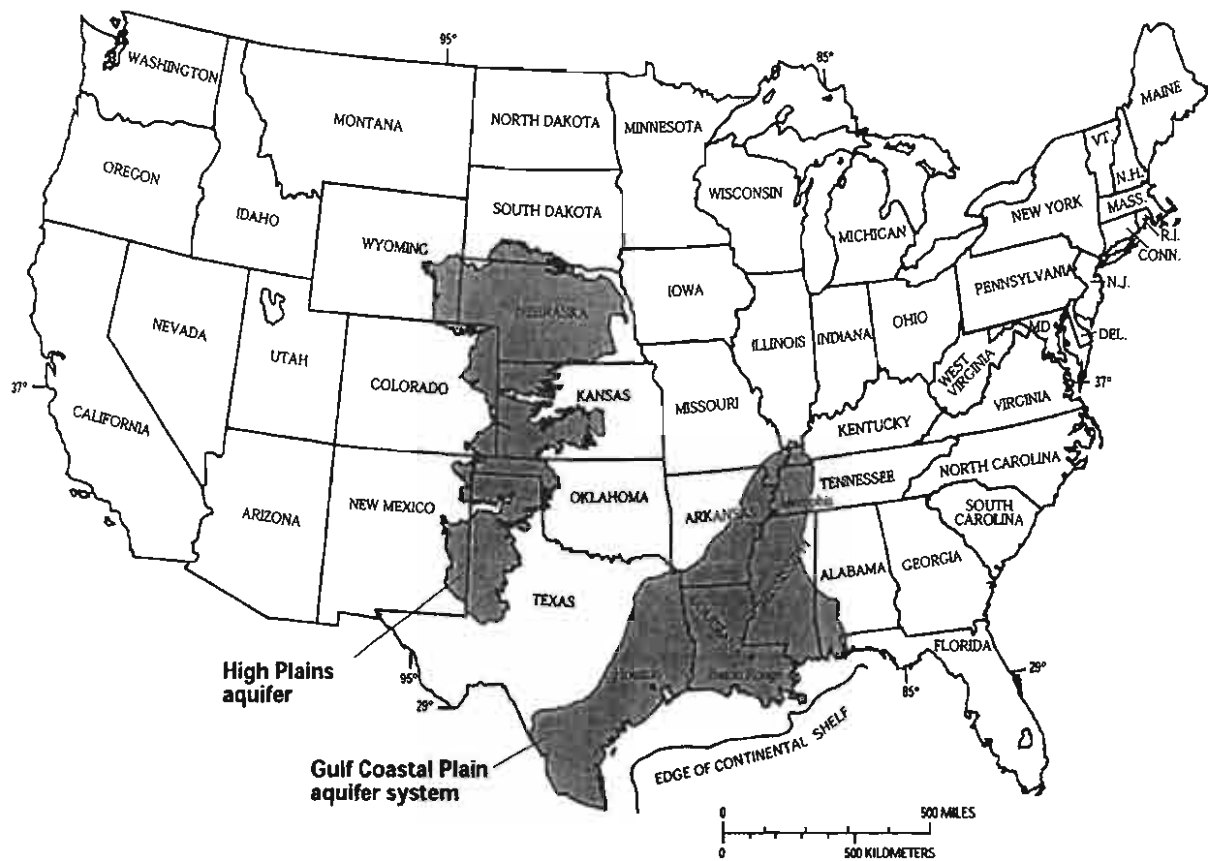 95°
85°
WASHINGTON
MONTANA
NORTH DAKOTA
MINNESOTA
MAINE
VT.
N.H.
OREGON
IDAHO
WISCONSIN
NEW YORK
MASS.
SOUTH DAKOTA
MICHIGAN
R.I.
CONN.
WYOMING
IOWA
PENNSYLVANIA
N.J.
NEVADA
NEBRASKA
OHIO
MD
DEL.
UTAH
ILLINOIS
INDIANA
WEST
VIRGINIA
37°
COLORADO
KANSAS
MISSOURI
37°
CALIFORNIA
VIRGINIA
KENTUCKY
NORTH CAROLINA
TENNESSEE
Memphis
OKLAHOMA
NEW MEXICO
ARIZONA
ARKANSAS
SOUTH
CAROLINA
ALABAMA
GEORGIA
TEXAS
FLORIDA
High Plains
aquifer
95°
29°
Houston
Baton Rouge
85°
29°
Gulf Coastal Plain
aquifer system
EDGE OF CONTINENTAL SHELF
0
500 MILES
0
500 KILOMETERS